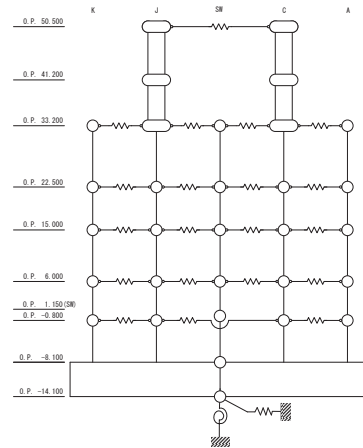 K J SW C A
O.P. 50.500
O.P. 41.200
O.P. 33.200
O.P. 22.500
O.P. 15.000
O.P. 6.000
O.P. 1.150(SW)
O.P. -0.800
O.P. -8.100
O.P. -14.100